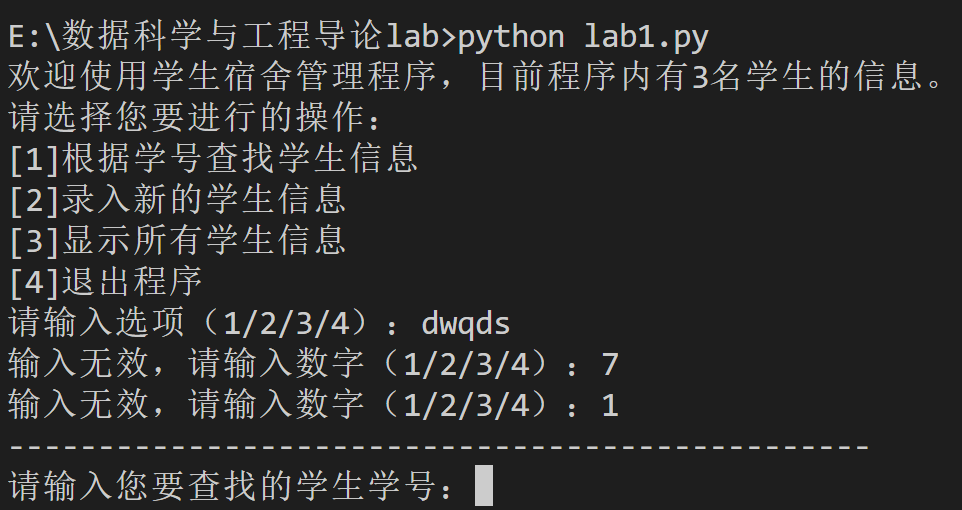 E:\数据科学与工程导论lab>python lab1.py
欢迎使用学生宿舍管理程序，目前程序内有3名学生的信息。
请选择您要进行的操作：
[1]根据学号查找学生信息
[2]录入新的学生信息
[3]显示所有学生信息
[4]退出程序
请输入选项（1/2/3/4）：dwqds
输入无效，请输入数字（1/2/3/4）：7
输入无效，请输入数字（1/2/3/4）：1
------------------------------------------------
请输入您要查找的学生学号：